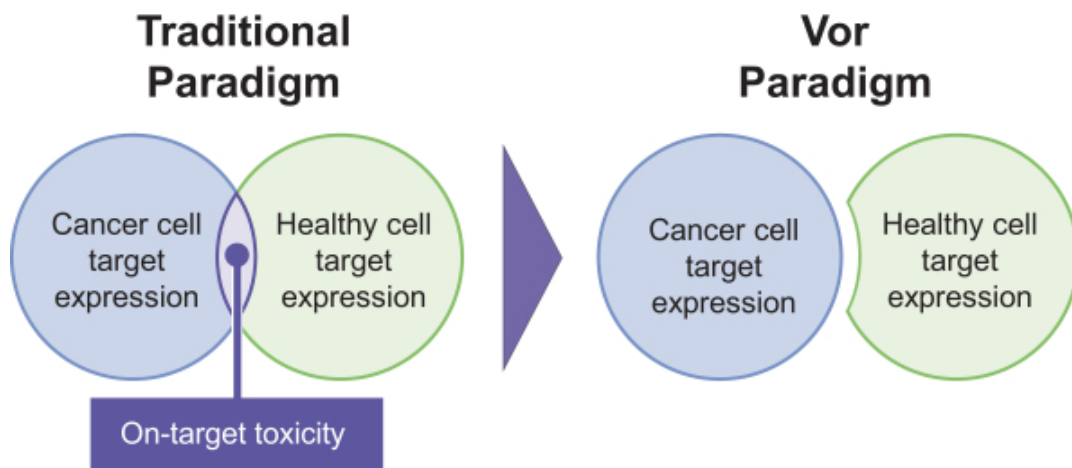 Traditional
Paradigm
Vor
Paradigm
Cancer cell
target
expression
Healthy cell
target
expression
Cancer cell
target
expression
Healthy cell
target
expression
On-target toxicity